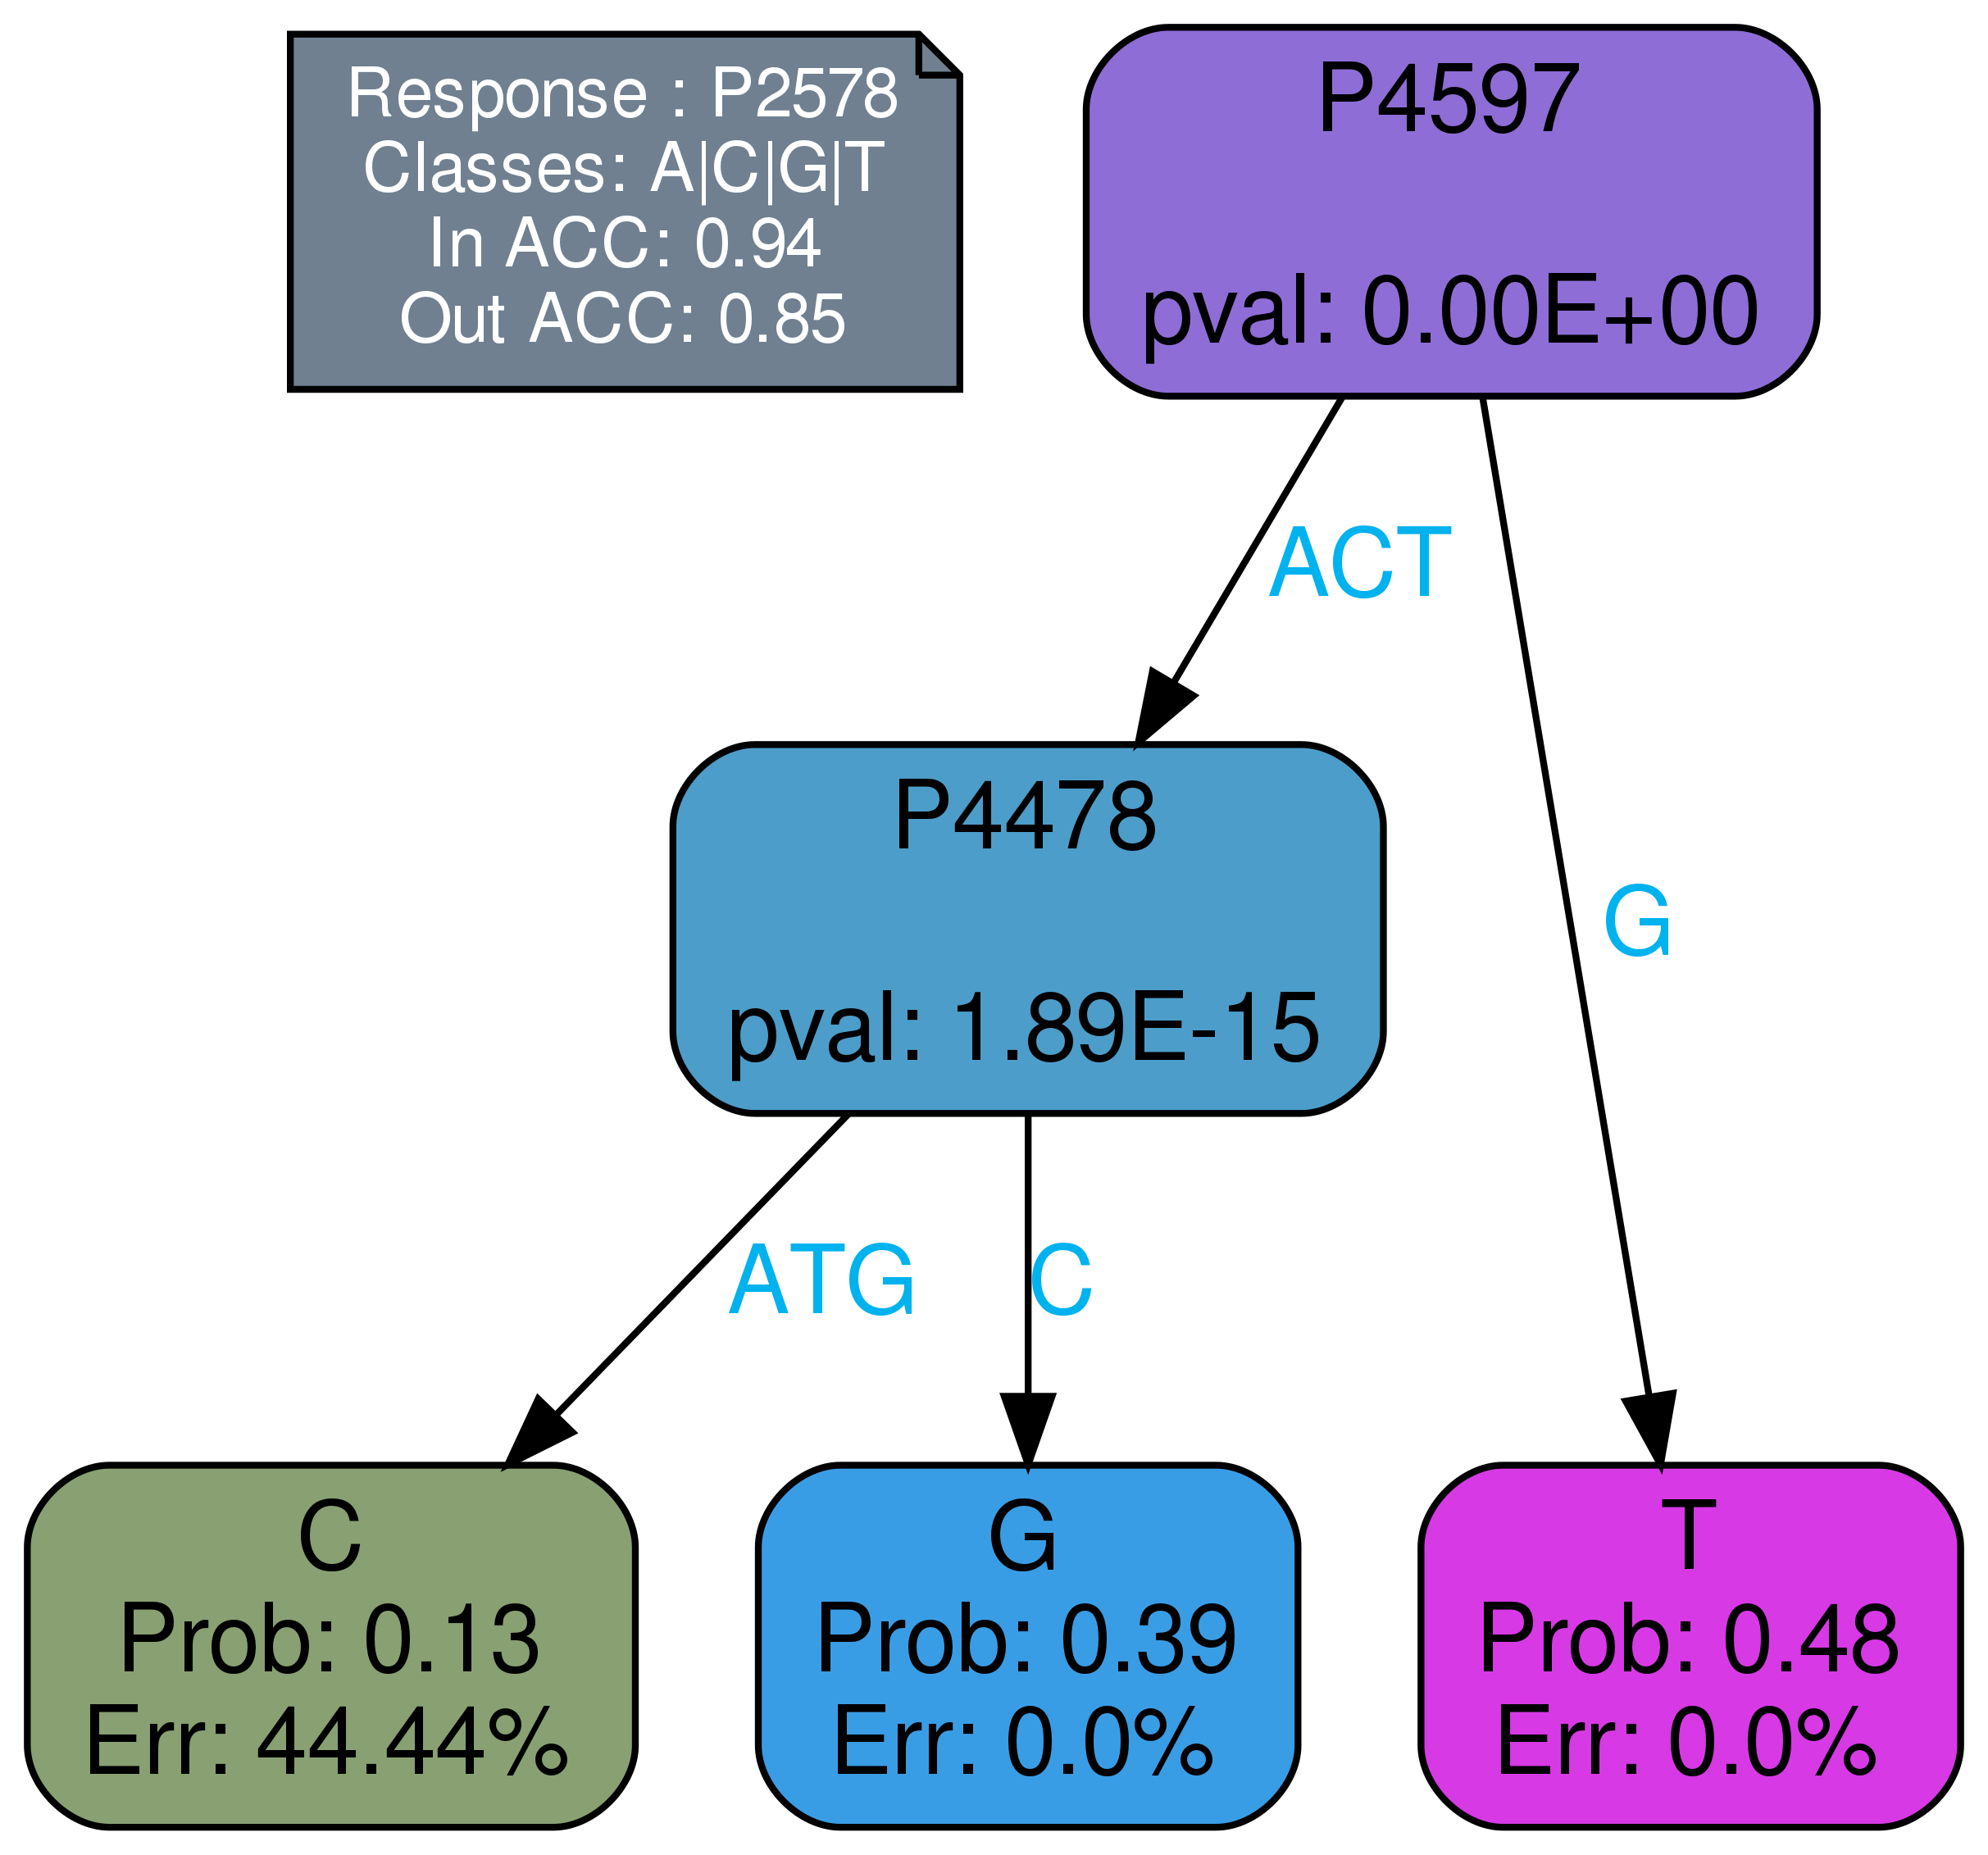 Response : P2578
Classes: A|C|G|T
In ACC: 0.94
Out ACC: 0.85
P4597
pval: 0.00E+00
ACT
G
P4478
pval: 1.89E-15
ATG
C
C
Prob: 0.13
Err: 44.44%
G
Prob: 0.39
Err: 0.0%
T
Prob: 0.48
Err: 0.0%